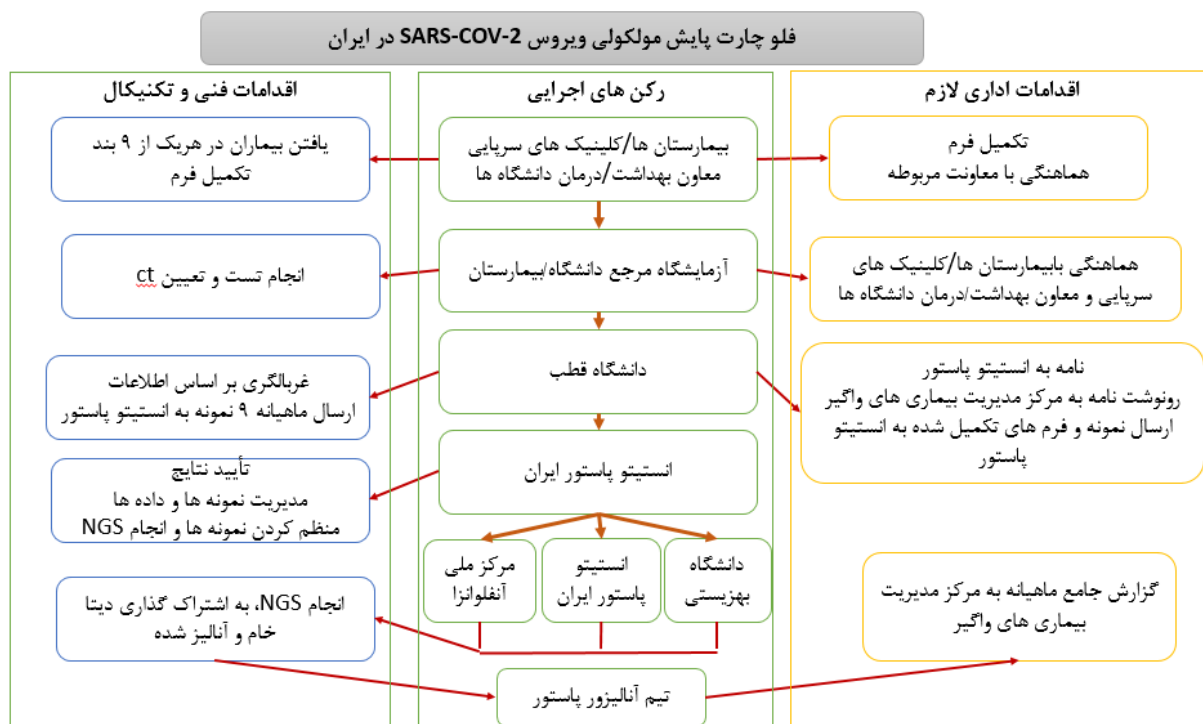 فلو چارت پایش مولکولی ویروس SARS-COV-2 در ایران
اقدامات اداری لازم
تکمیل فرم
هماهنگی با معاونت مربوطه
هماهنگی بابیمارستان ها/کلینیک های
سرپایی و معاون بهداشت/درمان دانشگاه ها
نامه به انستیتو پاستور
رونوشت نامه به مرکز مدیریت بیماری های واگیر
ارسال نمونه و فرم های تکمیل شده به انستیتو
پاستور
گزارش جامع ماهیانه به مرکز مدیریت
بیماری های واگیر
رکن های اجرایی
بیمارستان ها/کلینیک های سرپایی
معاون بهداشت/درمان دانشگاه ها
آزمایشگاه مرجع دانشگاه/بیمارستان
دانشگاه قطب
انستیتو پاستور ایران
دانشگاه
بهزیستی
انستیتو
پاستور ایران
مرکز ملی
آنفلوانزا
تیم آنالیزور پاستور
اقدامات فنی و تکنیکال
یافتن بیماران در هریک از ۹ بند
تکمیل فرم
انجام تست و تعیین ct
غربالگری بر اساس اطلاعات
ارسال ماهیانه ۹ نمونه به انستیتو پاستور
تأیید نتایج
مدیریت نمونه ها و داده ها
منظم کردن نمونه ها و انجام NGS
انجام NGS، به اشتراک گذاری دیتا
خام و آنالیز شده